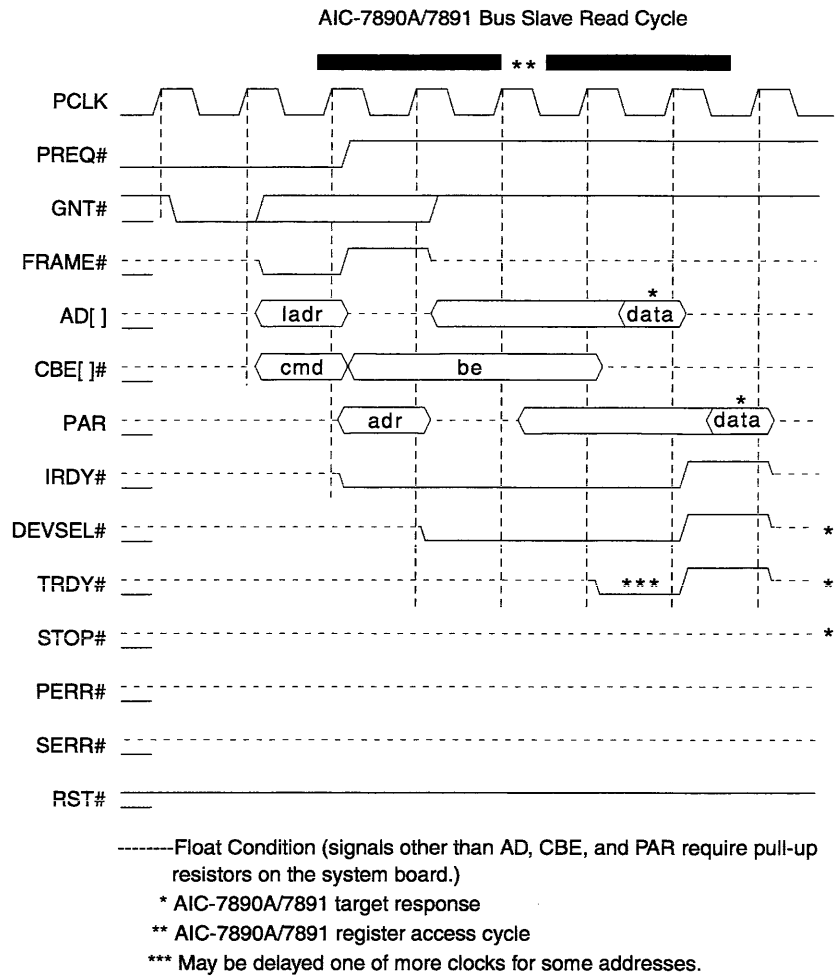 AIC-7890A/7891 Bus Slave Read Cycle
**
PCLK
PREQ#
GNT#
FRAME#
*
AD[ ] ladr data
CBE[ ]# cmd be
*
PAR adr data
IRDY#
DEVSEL# *
TRDY# *** *
STOP# *
PERR#
SERR#
RST#
--------Float Condition (signals other than AD, CBE, and PAR require pull-up
resistors on the system board.)
* AIC-7890A/7891 target response
** AIC-7890A/7891 register access cycle
*** May be delayed one of more clocks for some addresses.